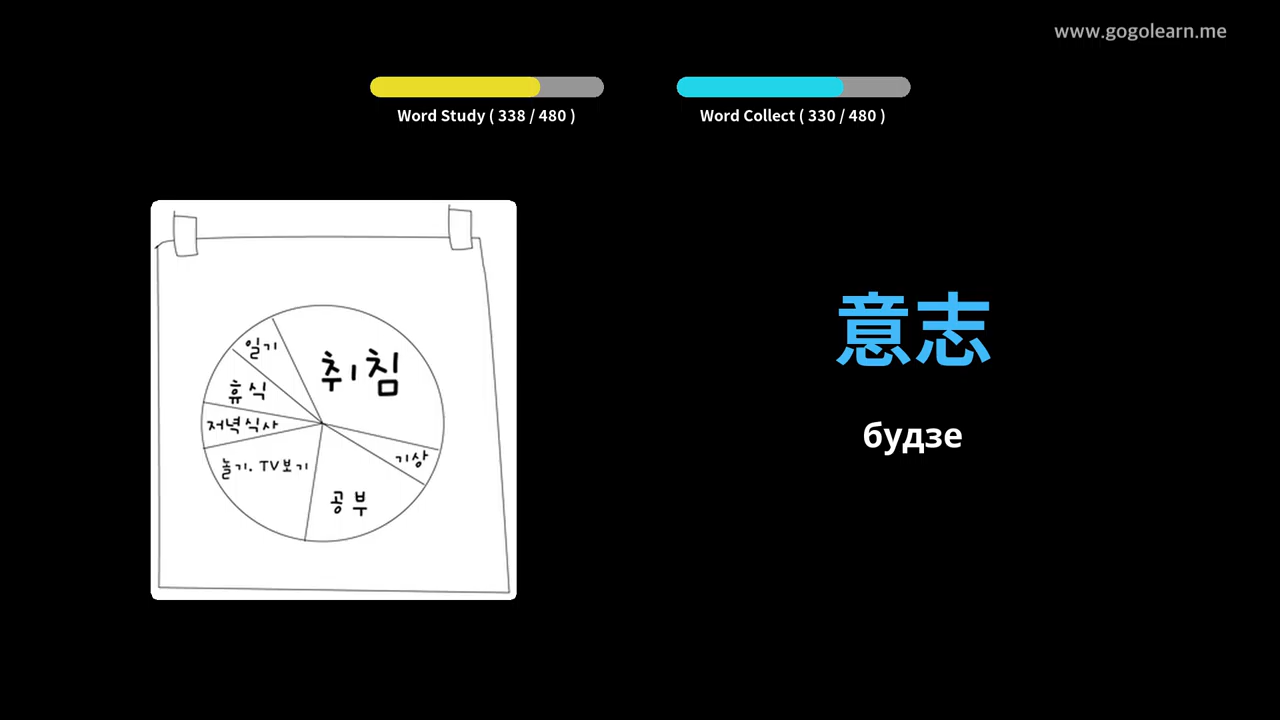 www.gogolearn.me
Word Study ( 338 / 480 )
Word Collect ( 330 / 480 )
일기
취침
휴식
저녁식사
놀기. TV보기
기상
공부
意志
будзе